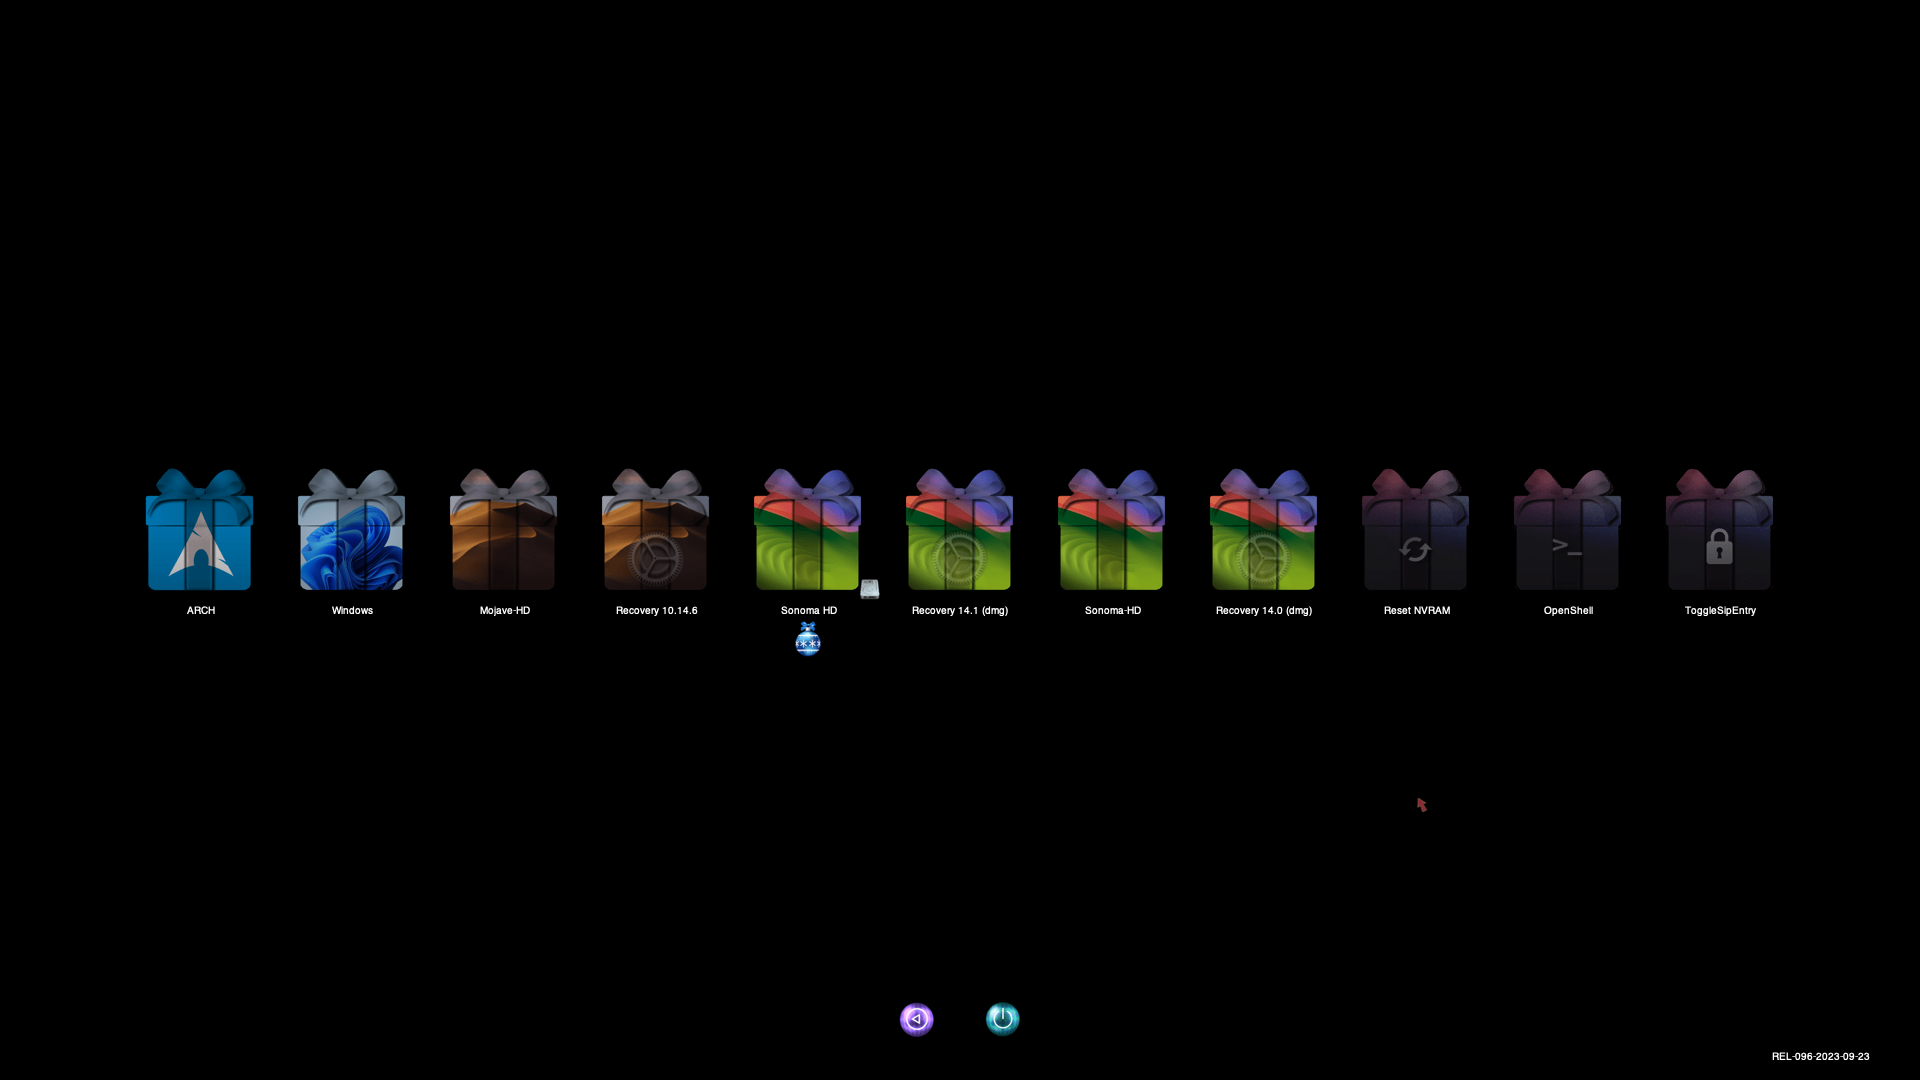 ARCH
Windows
Mojave-HD
Recovery 10.14.6
Sonoma HD
Recovery 14.1 (dmg)
Sonoma-HD
Recovery 14.0 (dmg)
Reset NVRAM
OpenShell
ToggleSipEntry
REL-096-2023-09-23